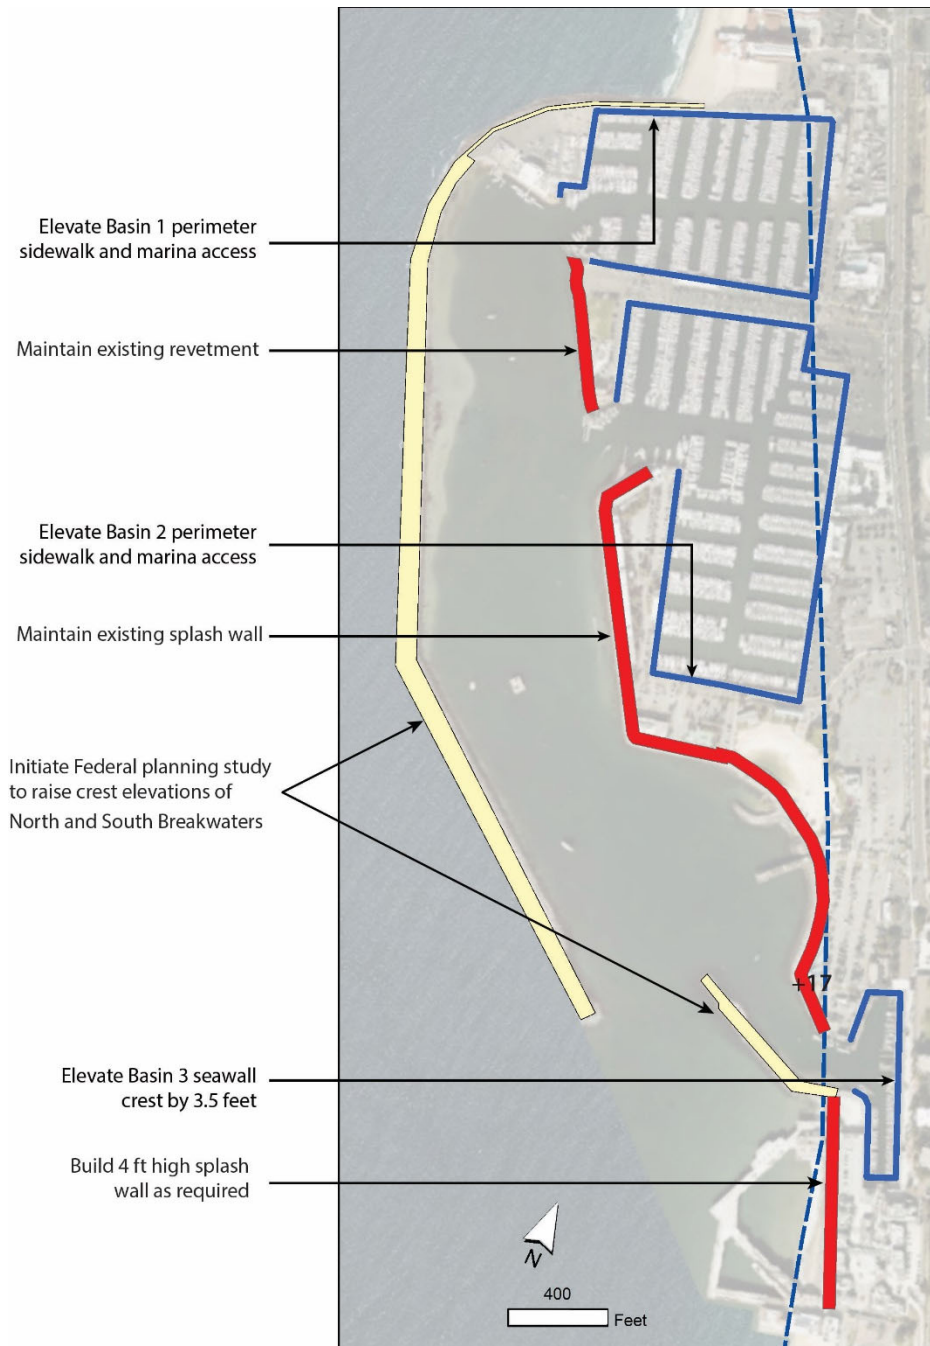 Elevate Basin 1 perimeter
sidewalk and marina access
Maintain existing revetment
Elevate Basin 2 perimeter
sidewalk and marina access
Maintain existing splash wall
Initiate Federal planning study
to raise crest elevations of
North and South Breakwaters
+17
Elevate Basin 3 seawall
crest by 3.5 feet
Build 4 ft high splash
wall as required
N
400
Feet